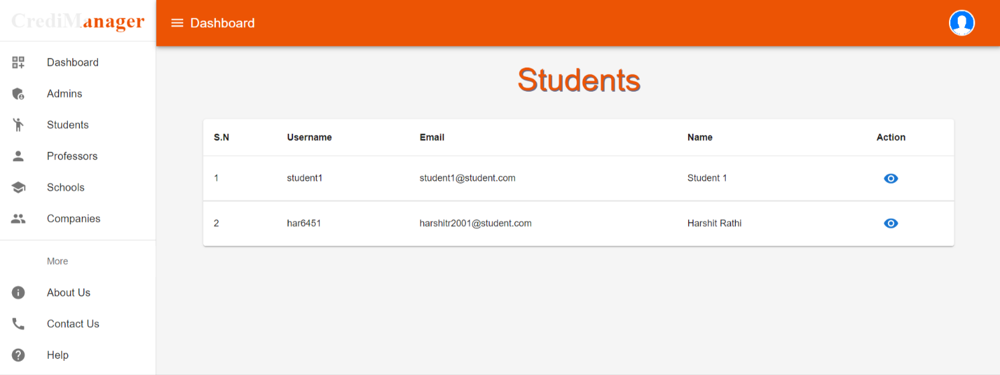 CrediManager
Dashboard
Dashboard
Admins
Students
Professors
Schools
Companies
More
About Us
Contact Us
Help
Students
S.N Username Email Name Action
1 student1 student1@student.com Student 1
2 har6451 harshitr2001@student.com Harshit Rathi